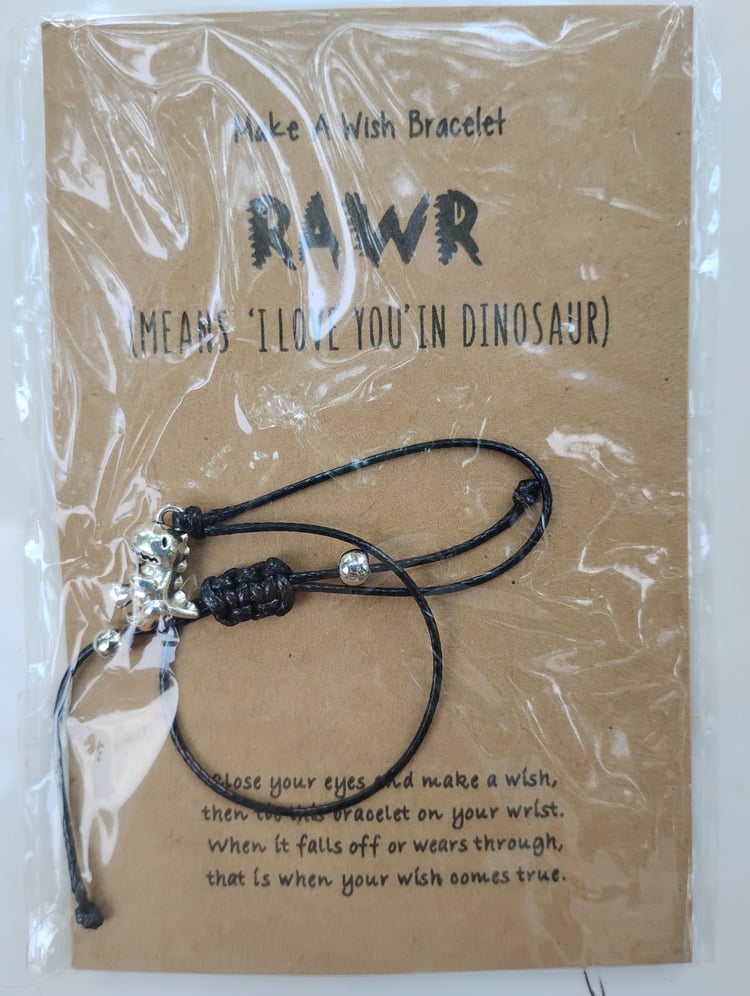 Make A Wish Bracelet
RAWR
(MEANS 'I LOVE YOU' IN DINOSAUR)
Close your eyes and make a wish,
then this bracelet on your wrist.
When it falls off or wears through,
that is when your wish comes true.